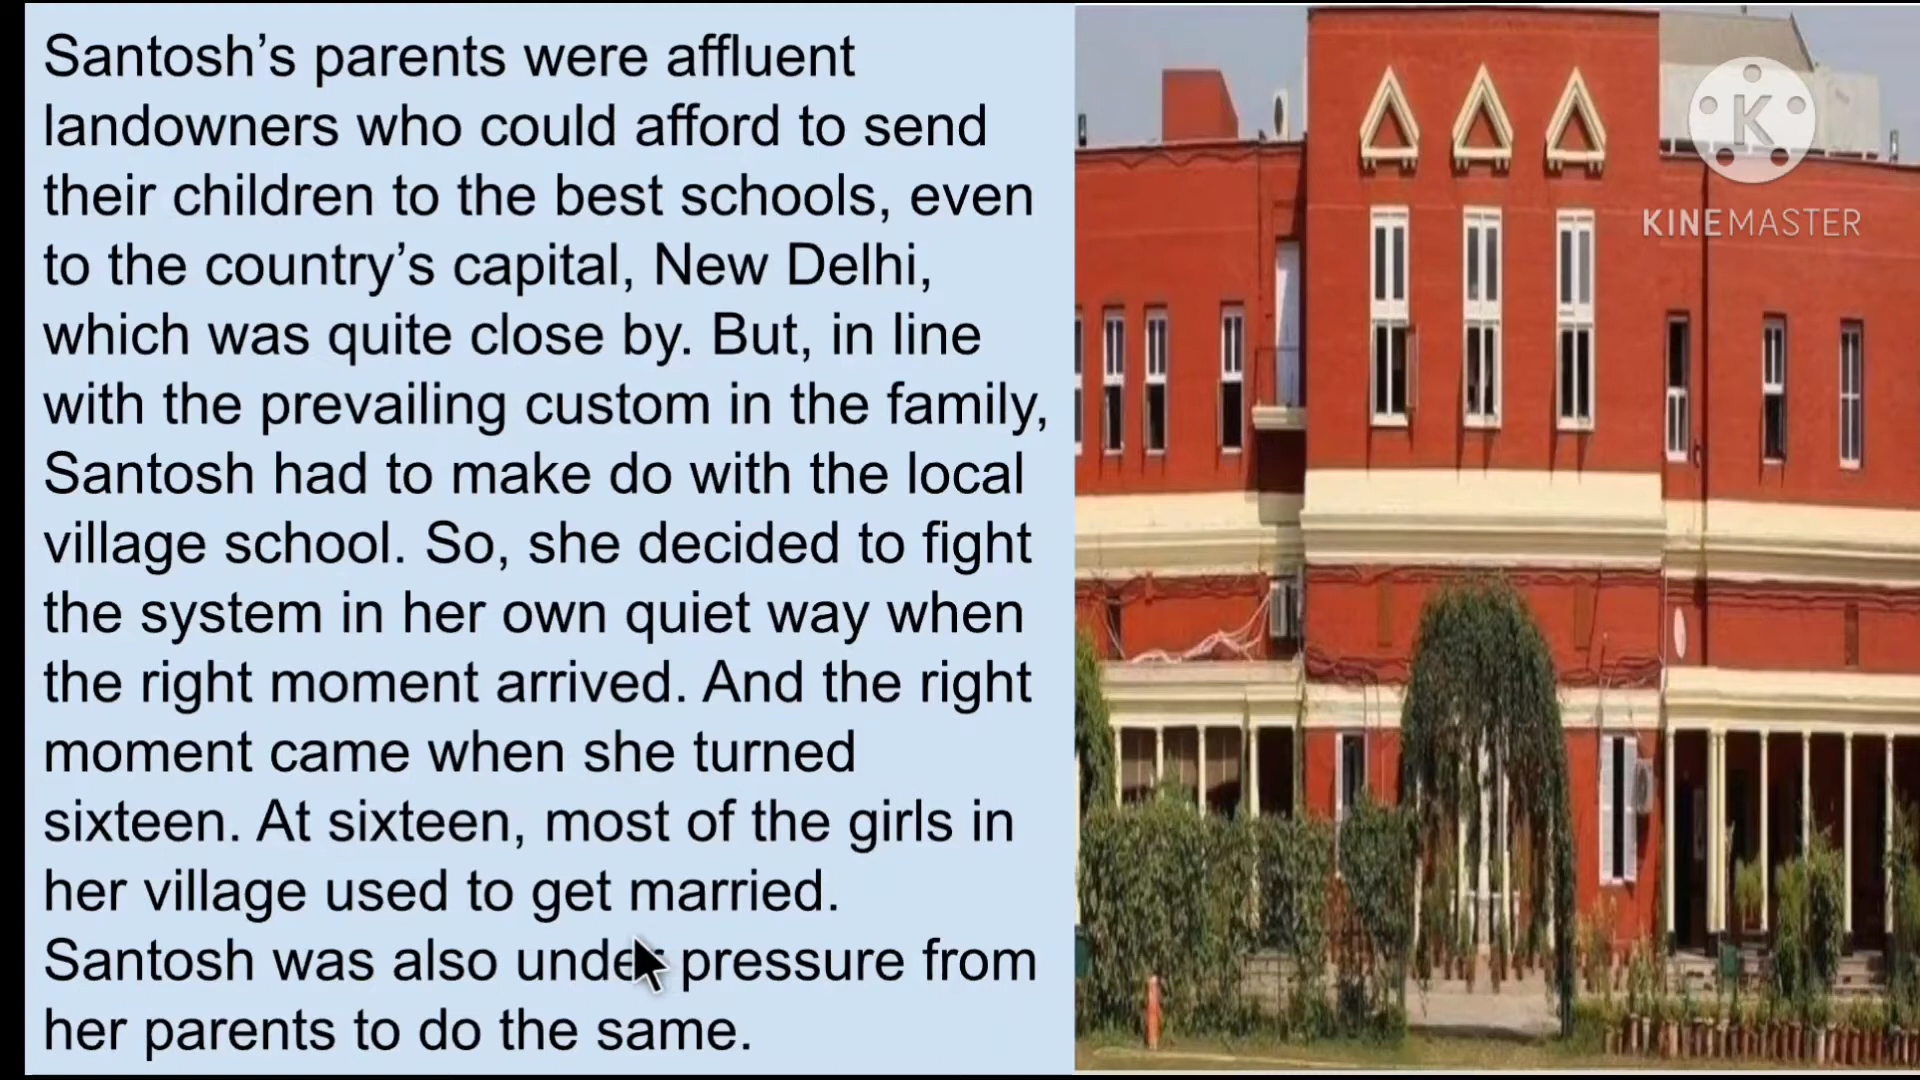 Santosh’s parents were affluent
landowners who could afford to send
their children to the best schools, even
to the country’s capital, New Delhi,
which was quite close by. But, in line
with the prevailing custom in the family,
Santosh had to make do with the local
village school. So, she decided to fight
the system in her own quiet way when
the right moment arrived. And the right
moment came when she turned
sixteen. At sixteen, most of the girls in
her village used to get married.
Santosh was also under pressure from
her parents to do the same.
K
KINEMASTER